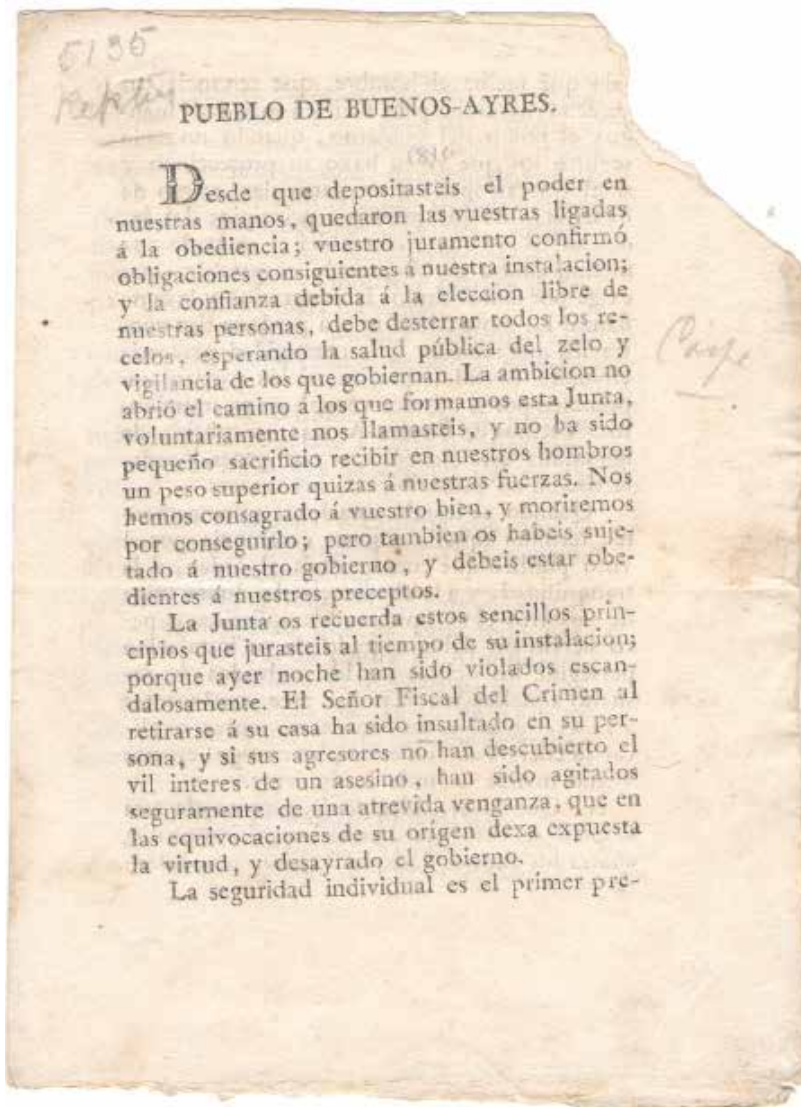 5135
PUEBLO DE BUENOS-AYRES.
Desde que depositasteis el poder en
nuestras manos, quedaron las vuestras ligadas
á la obediencia; vuestro juramento confirmó
obligaciones consiguientes á nuestra instalacion;
y la confianza debida á la eleccion libre de
nuestras personas, debe desterrar todos los re-
celos, esperando la salud pública del zelo y
vigilancia de los que gobiernan. La ambicion no
abrió el camino á los que formamos esta Junta,
voluntariamente nos llamasteis, y no ha sido
pequeño sacrificio recibir en nuestros hombros
un peso superior quizas á nuestras fuerzas. Nos
hemos consagrado á vuestro bien, y moriremos
por conseguirlo; pero tambien os habeis suje-
tado á nuestro gobierno, y debeis estar obe-
dientes á nuestros preceptos.
La Junta os recuerda estos sencillos prin-
cipios que jurasteis al tiempo de su instalacion;
porque ayer noche han sido violados escan-
dalosamente. El Señor Fiscal del Crimen al
retirarse á su casa ha sido insultado en su per-
sona, y si sus agresores no han descubierto el
vil interes de un asesino, han sido agitados
seguramente de una atrevida venganza, que en
las equivocaciones de su origen dexa expuesta
la virtud, y desayrado el gobierno.
La seguridad individual es el primer pre-